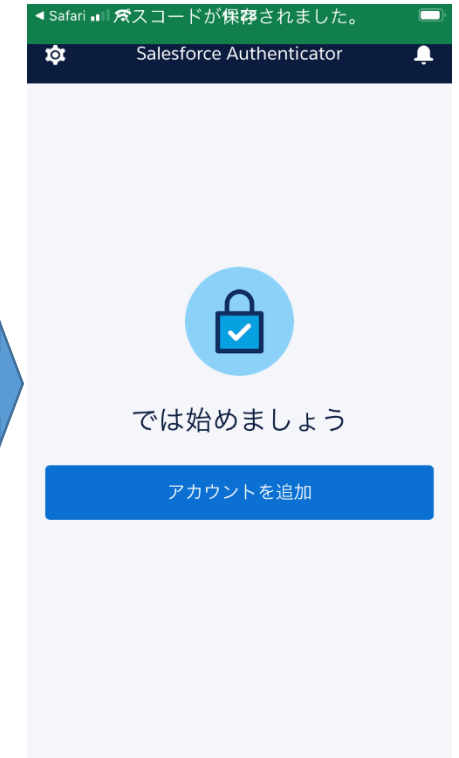 ◀ Safari
パスコードが保存されました。
Salesforce Authenticator
では始めましょう
アカウントを追加